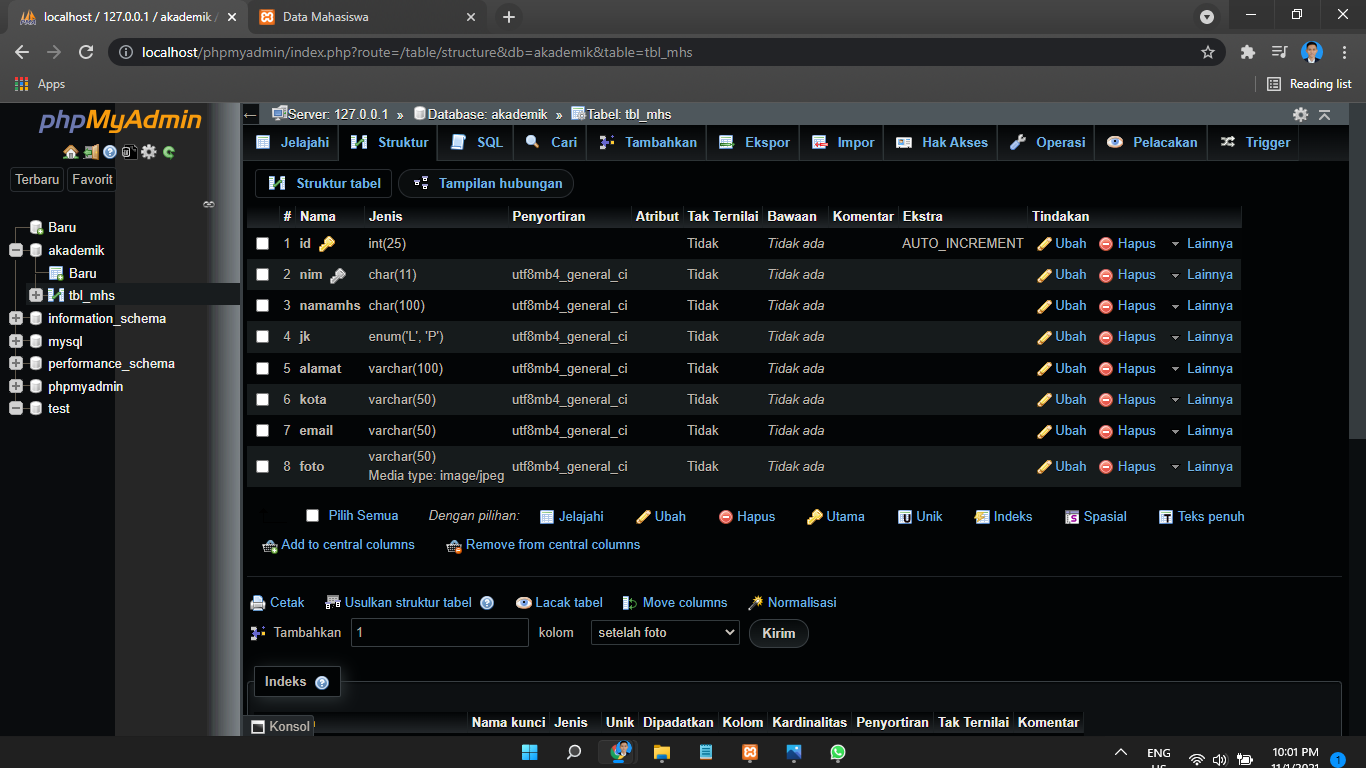 localhost / 127.0.0.1 / akademik /
Data Mahasiswa
localhost/phpmyadmin/index.php?route=/table/structure&db=akademik&table=tbl_mhs
Apps
Reading list
phpMyAdmin
Terbaru Favorit
Baru
akademik
Baru
tbl_mhs
information_schema
mysql
performance_schema
phpmyadmin
test
Server: 127.0.0.1 » Database: akademik » Tabel: tbl_mhs
Jelajahi Struktur SQL Cari Tambahkan Ekspor Impor Hak Akses Operasi Pelacakan Trigger
Struktur tabel Tampilan hubungan
# Nama Jenis Penyortiran Atribut Tak Ternilai Bawaan Komentar Ekstra Tindakan
1 id int(25) Tidak Tidak ada AUTO_INCREMENT Ubah Hapus Lainnya
2 nim char(11) utf8mb4_general_ci Tidak Tidak ada Ubah Hapus Lainnya
3 namamhs char(100) utf8mb4_general_ci Tidak Tidak ada Ubah Hapus Lainnya
4 jk enum('L', 'P') utf8mb4_general_ci Tidak Tidak ada Ubah Hapus Lainnya
5 alamat varchar(100) utf8mb4_general_ci Tidak Tidak ada Ubah Hapus Lainnya
6 kota varchar(50) utf8mb4_general_ci Tidak Tidak ada Ubah Hapus Lainnya
7 email varchar(50) utf8mb4_general_ci Tidak Tidak ada Ubah Hapus Lainnya
8 foto varchar(50) utf8mb4_general_ci Tidak Tidak ada Ubah Hapus Lainnya
Media type: image/jpeg
Pilih Semua Dengan pilihan: Jelajahi Ubah Hapus Utama Unik Indeks Spasial Teks penuh
Add to central columns Remove from central columns
Cetak Usulkan struktur tabel Lacak tabel Move columns Normalisasi
Tambahkan 1 kolom setelah foto Kirim
Indeks
Nama kunci Jenis Unik Dipadatkan Kolom Kardinalitas Penyortiran Tak Ternilai Komentar
Konsol
ENG
10:01 PM
1